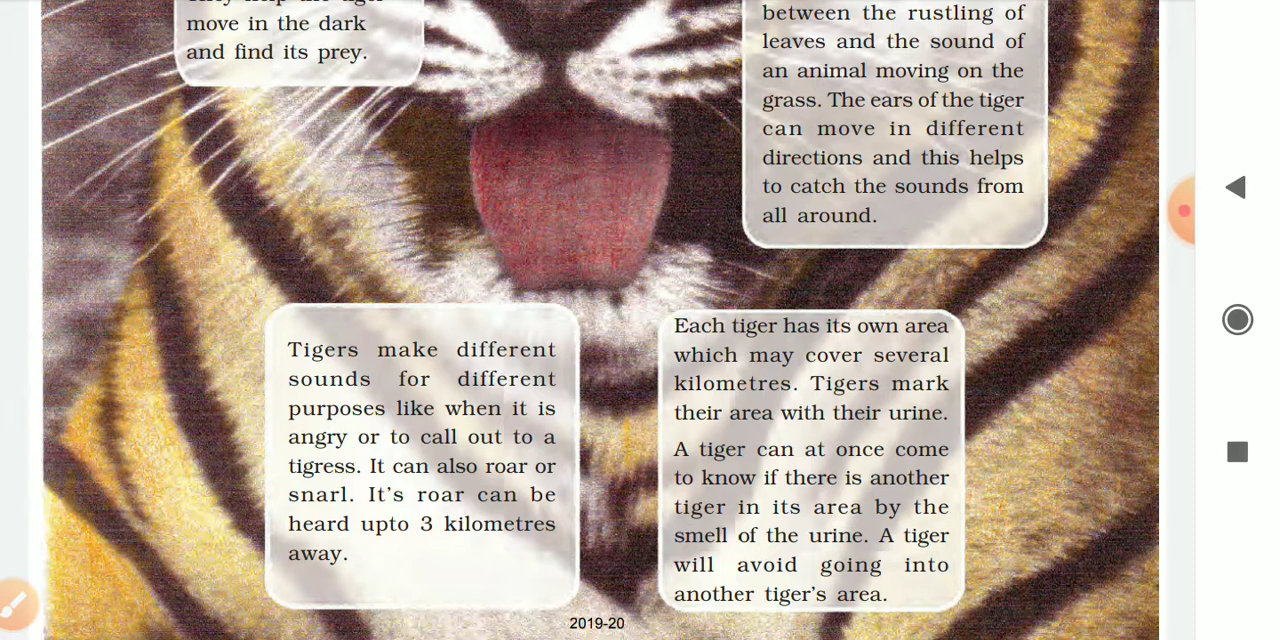 move in the dark
and find its prey.
between the rustling of
leaves and the sound of
an animal moving on the
grass. The ears of the tiger
can move in different
directions and this helps
to catch the sounds from
all around.
Tigers make different
sounds for different
purposes like when it is
angry or to call out to a
tigress. It can also roar or
snarl. It's roar can be
heard upto 3 kilometres
away.
Each tiger has its own area
which may cover several
kilometres. Tigers mark
their area with their urine.
A tiger can at once come
to know if there is another
tiger in its area by the
smell of the urine. A tiger
will avoid going into
another tiger's area.
2019-20